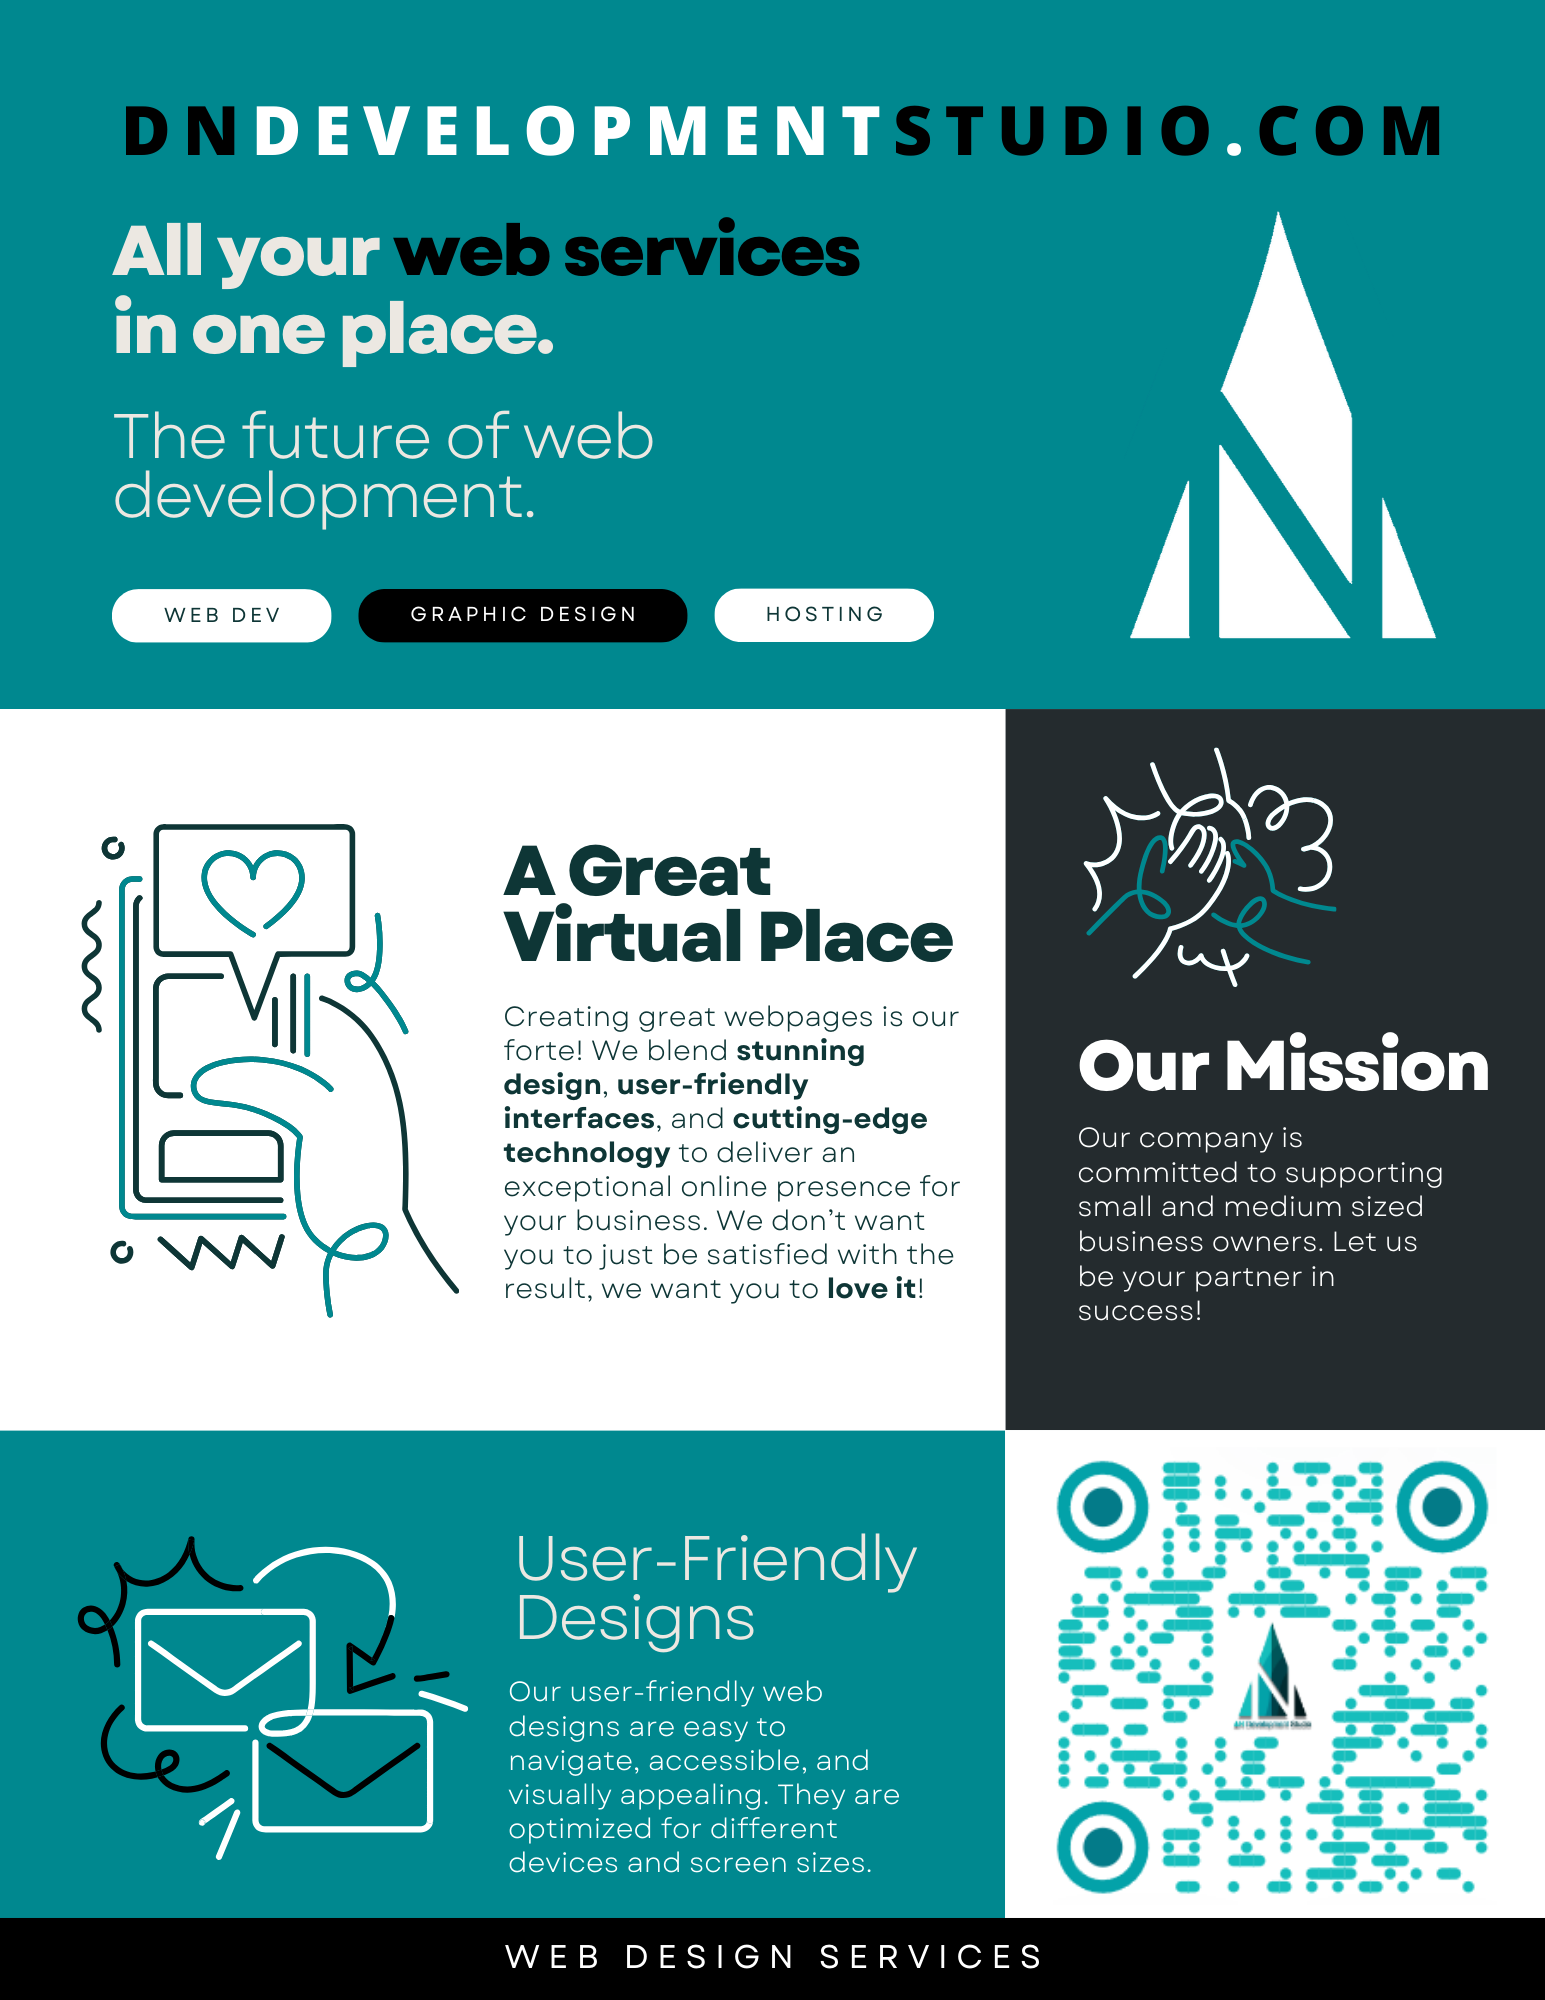 DNDEVELOPMENTSTUDIO.COM
All your web services
in one place.
The future of web
development.
WEB DEV
GRAPHIC DESIGN
HOSTING
A Great
Virtual Place
Creating great webpages is our
forte! We blend stunning
design, user-friendly
interfaces, and cutting-edge
technology to deliver an
exceptional online presence for
your business. We don't want
you to just be satisfied with the
result, we want you to love it!
Our Mission
Our company is
committed to supporting
small and medium sized
business owners. Let us
be your partner in
success!
User-Friendly
Designs
Our user-friendly web
designs are easy to
navigate, accessible, and
visually appealing. They are
optimized for different
devices and screen sizes.
Development Studio
WEB DESIGN SERVICES